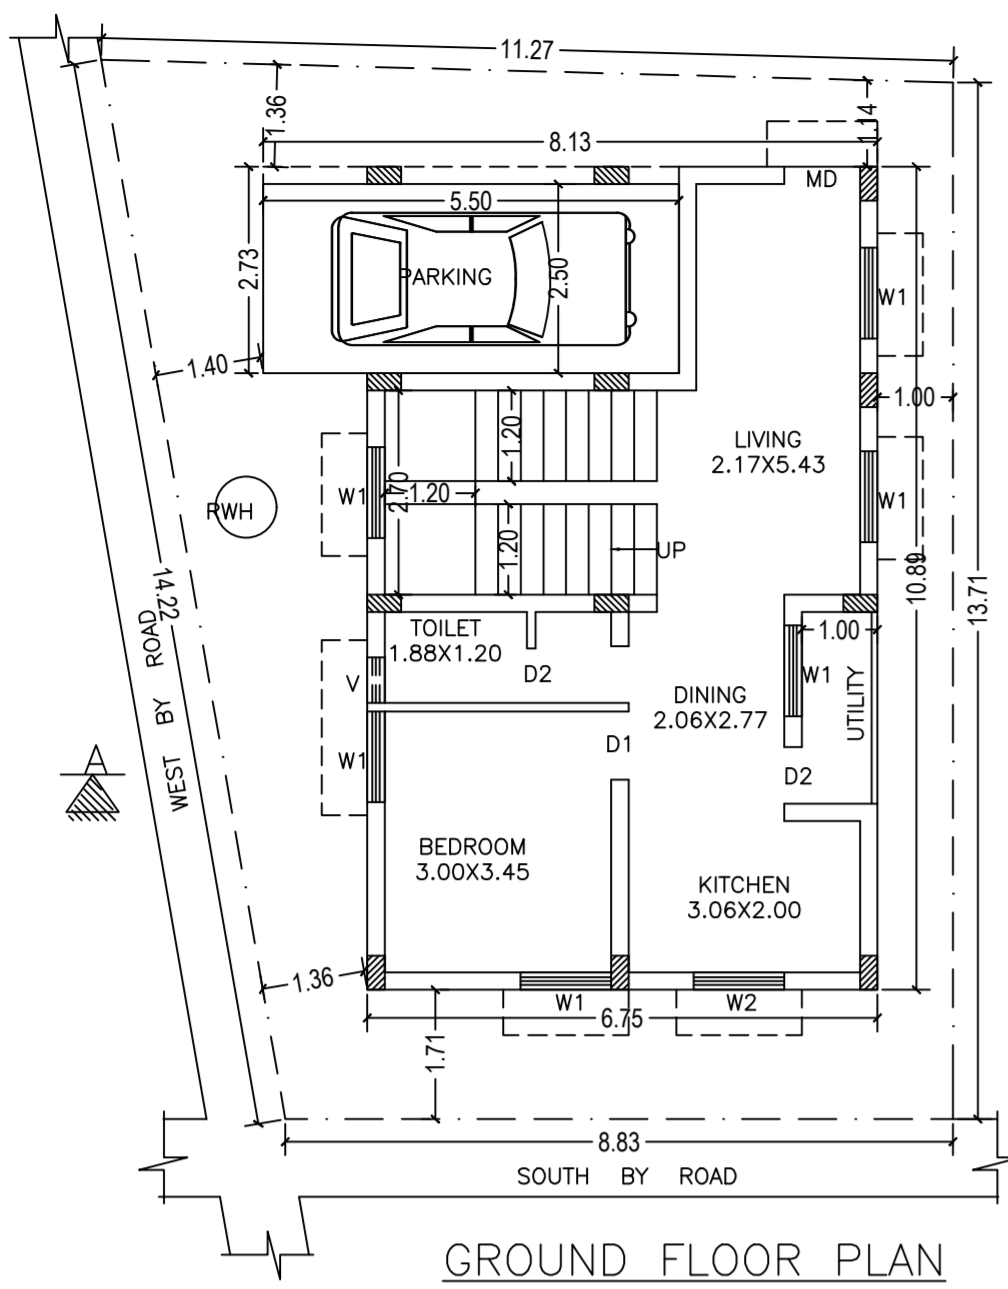 11.27
1.36
1.14
8.13
MD
5.50
2.73
PARKING
2.50
W1
1.40
1.00
1.20
LIVING
2.17X5.43
2.70
W1
1.20
W1
RWH
1.20
UP
10.89
13.71
14.22
WEST BY ROAD
TOILET
1.88X1.20
1.00
V
D2
W1
UTILITY
DINING
2.06X2.77
D1
W1
A
D2
BEDROOM
3.00X3.45
KITCHEN
3.06X2.00
1.36
W1
W2
6.75
1.71
8.83
SOUTH BY ROAD
GROUND FLOOR PLAN